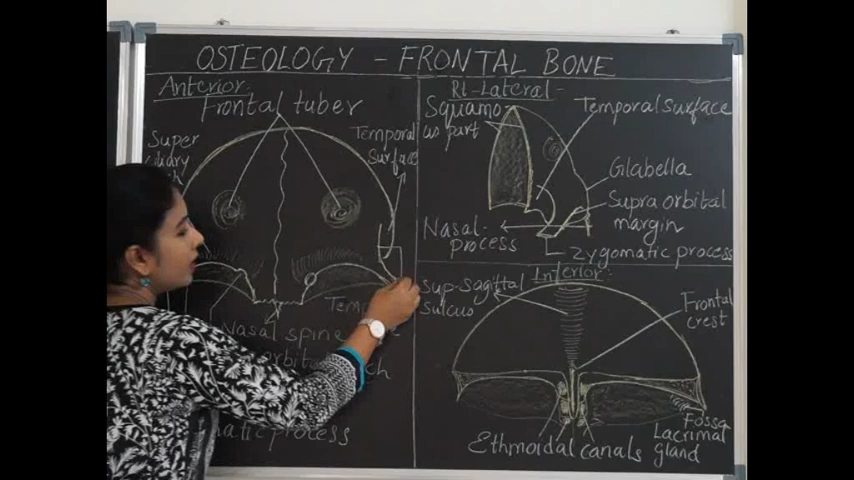 OSTEOLOGY - FRONTAL BONE
Anterior
Frontal tuber
Super
Temporal
surface
Nasal spine
matic process
Rt-Lateral-
Squamo
us part
Temporal surface
Glabella
Supra orbital
margin
Nasal-
process
Zygomatic process
Inferior:
Sup-sagittal
sulcus
Frontal
crest
Fossa
Lacrimal
gland
Ethmoidal canals